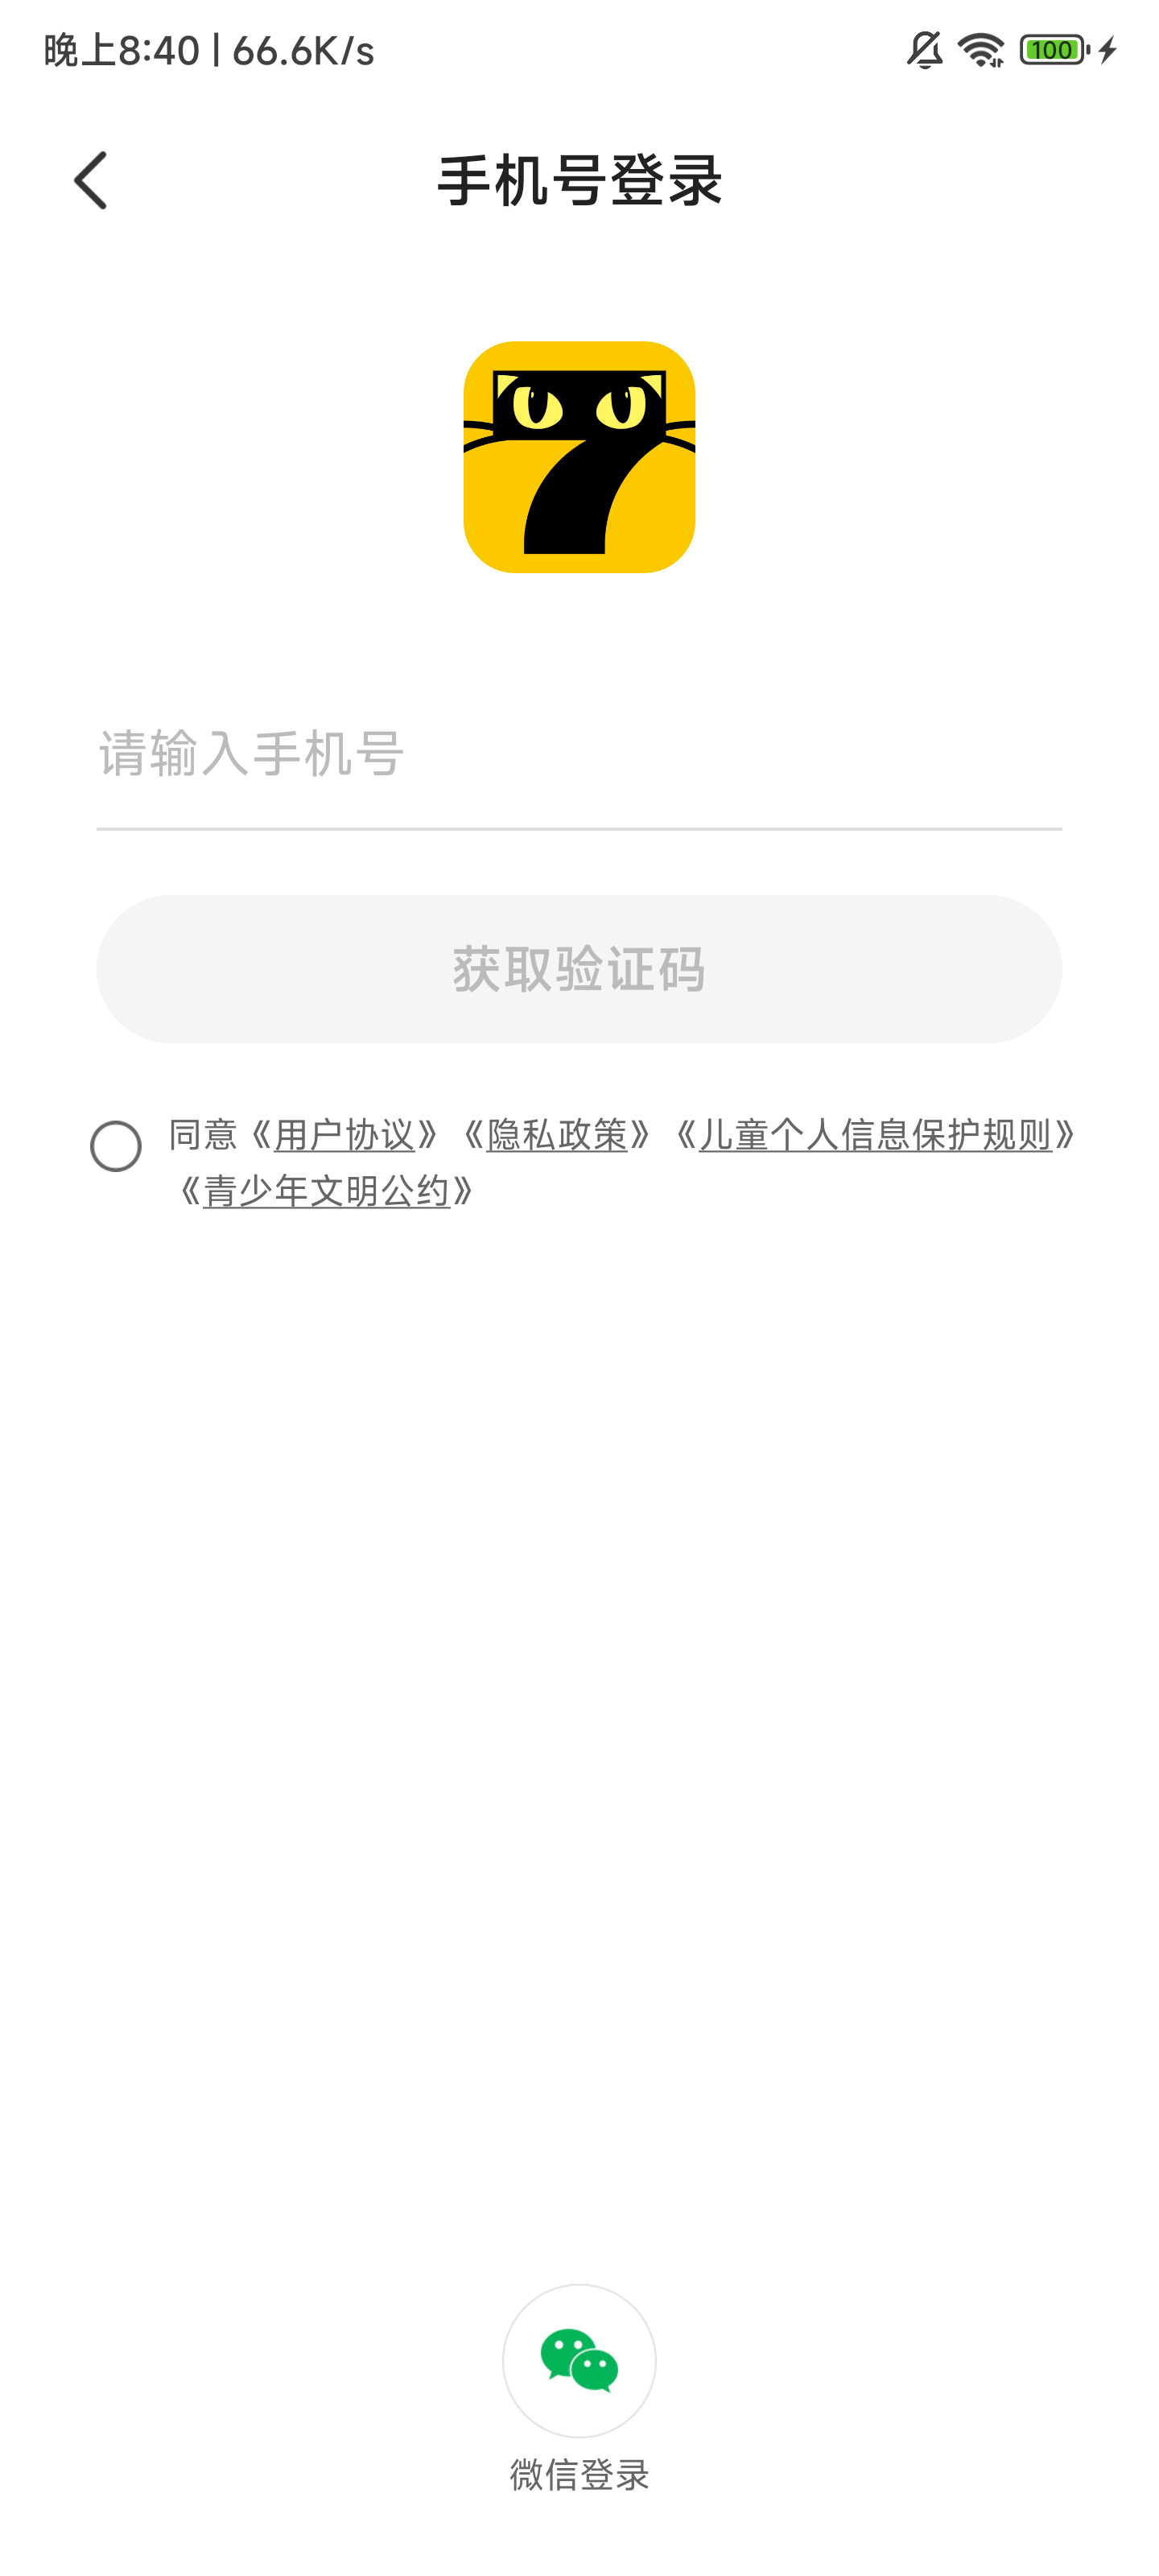 晚上8:40 | 66.6K/s 100
手机号登录
请输入手机号
获取验证码
同意《用户协议》《隐私政策》《儿童个人信息保护规则》
《青少年文明公约》
微信登录